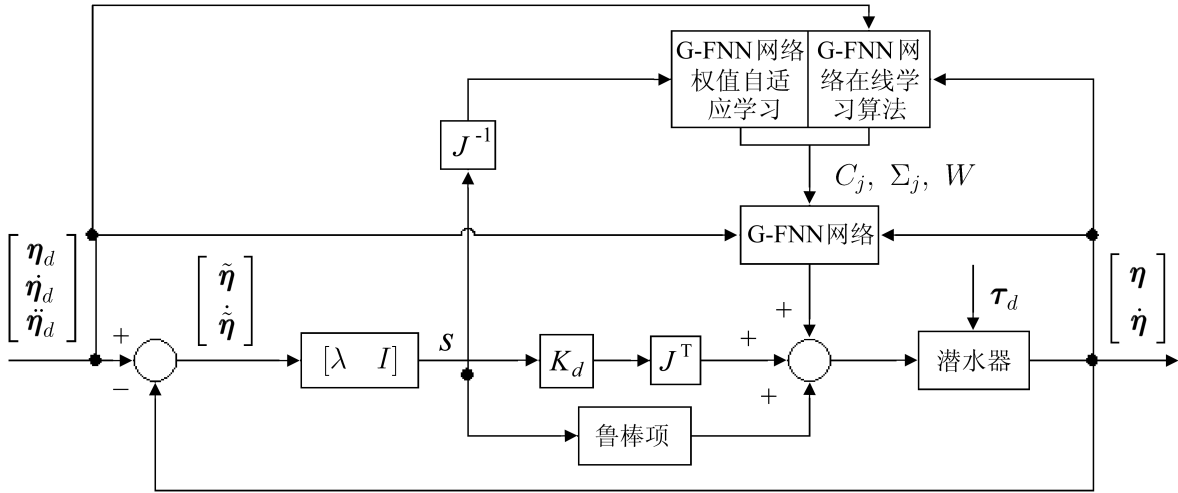 G-FNN网络
权值自适
应学习
G-FNN网
络在线学
习算法
J⁻¹
C_j, Σ_j, W
G-FNN网络
η_d
η̇_d
η̈_d
η̃
η̃̇
+
−
[λ I]
S
K_d
J^T
+
+
+
鲁棒项
τ_d
潜水器
η
η̇